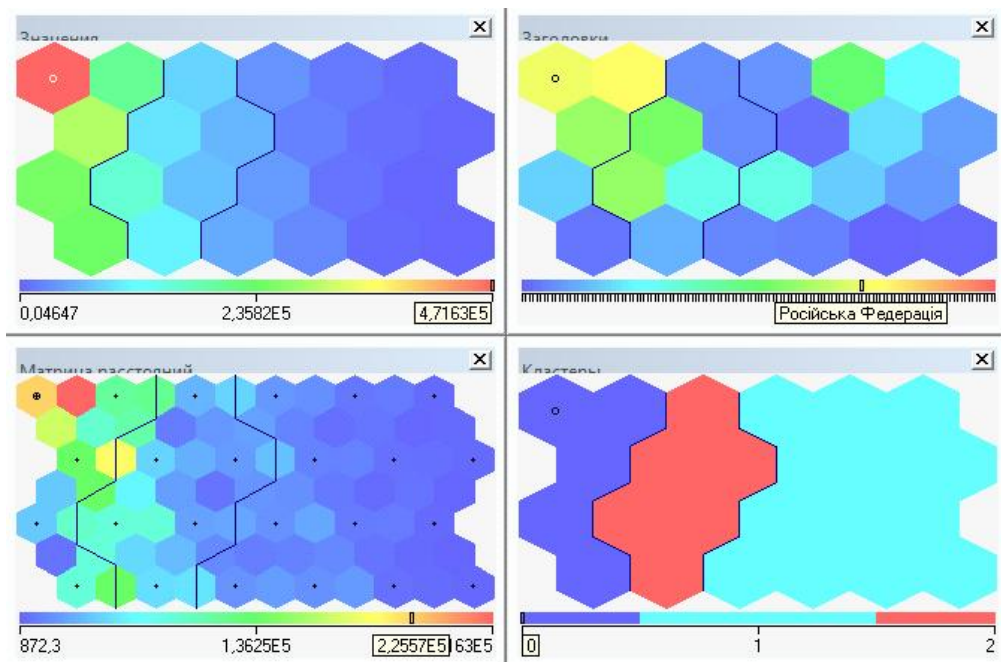 Значения
Заголовки
0,04647
2,3582E5
4,7163E5
Російська Федерація
Матрица расстояний
Кластеры
872,3
1,3625E5
2,2557E5
63E5
0
1
2